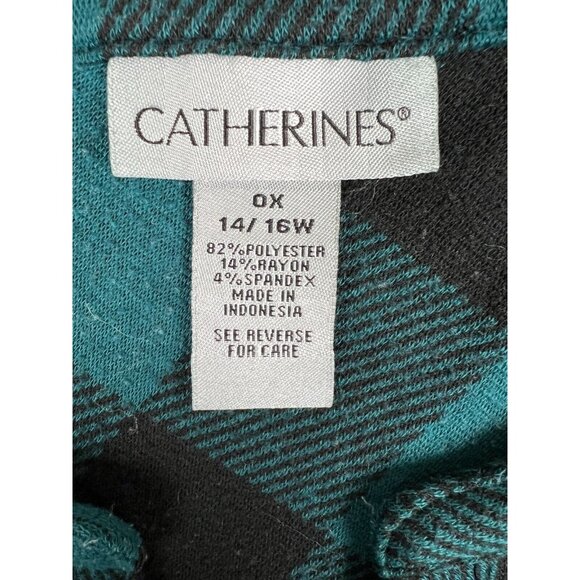 CATHERINES®
0X
14/16W
82%POLYESTER
14%RAYON
4%SPANDEX
MADE IN
INDONESIA
SEE REVERSE
FOR CARE